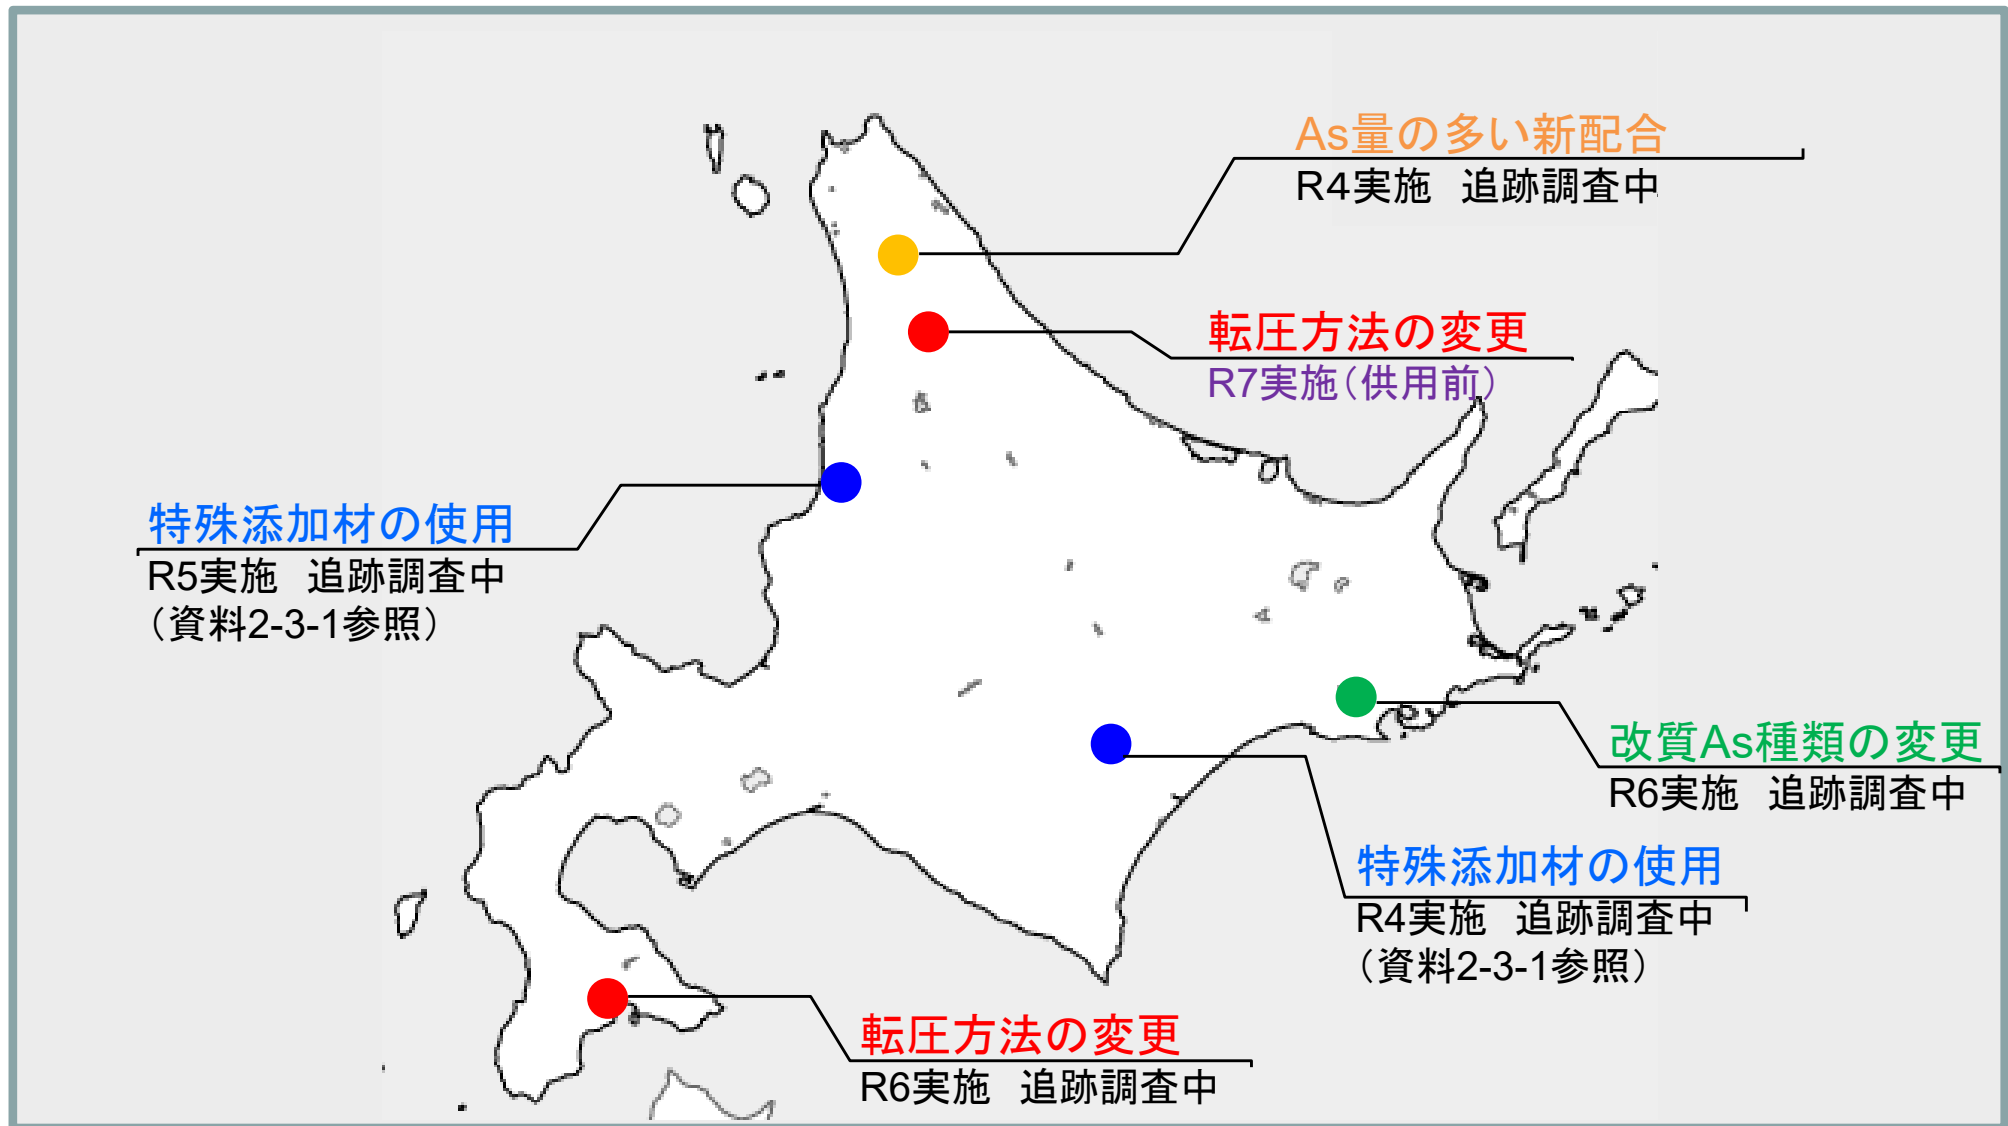 As量の多い新配合
R4実施　追跡調査中
転圧方法の変更
R7実施（供用前）
特殊添加材の使用
R5実施　追跡調査中
（資料2-3-1参照）
改質As種類の変更
R6実施　追跡調査中
特殊添加材の使用
R4実施　追跡調査中
（資料2-3-1参照）
転圧方法の変更
R6実施　追跡調査中